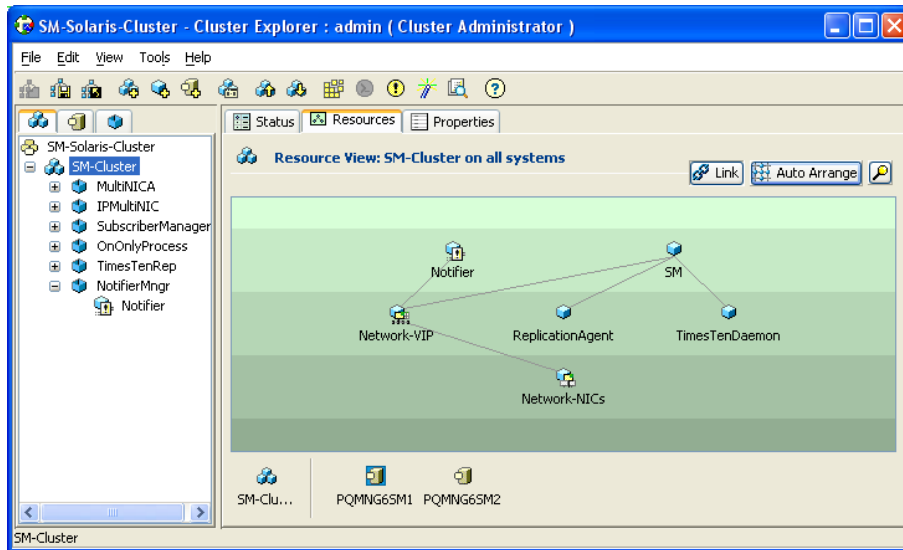 SM-Solaris-Cluster - Cluster Explorer : admin ( Cluster Administrator )
File Edit View Tools Help
Status Resources Properties
SM-Solaris-Cluster
SM-Cluster
MultiNICA
IPMultiNIC
SubscriberManager
OnOnlyProcess
TimesTenRep
NotifierMngr
Notifier
Resource View: SM-Cluster on all systems
Link Auto Arrange
Notifier SM
Network-VIP ReplicationAgent TimesTenDaemon
Network-NICs
SM-Clu... PQMNG6SM1 PQMNG6SM2
SM-Cluster